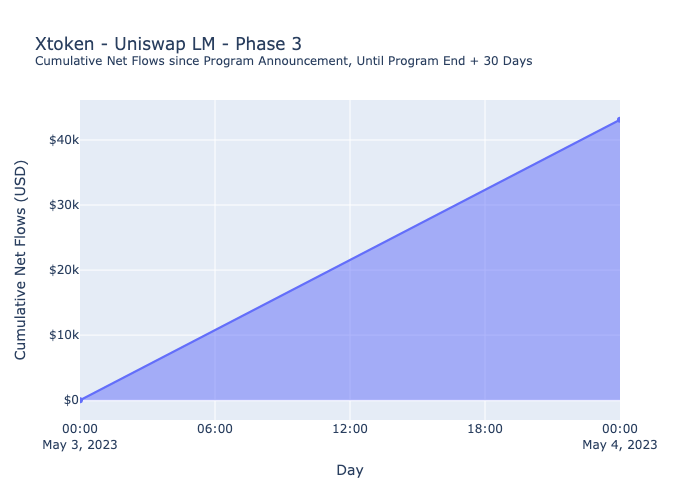 Xtoken - Uniswap LM - Phase 3
Cumulative Net Flows since Program Announcement, Until Program End + 30 Days
Cumulative Net Flows (USD)
$40k
$30k
$20k
$10k
$0
00:00 06:00 12:00 18:00 00:00
May 3, 2023 May 4, 2023
Day